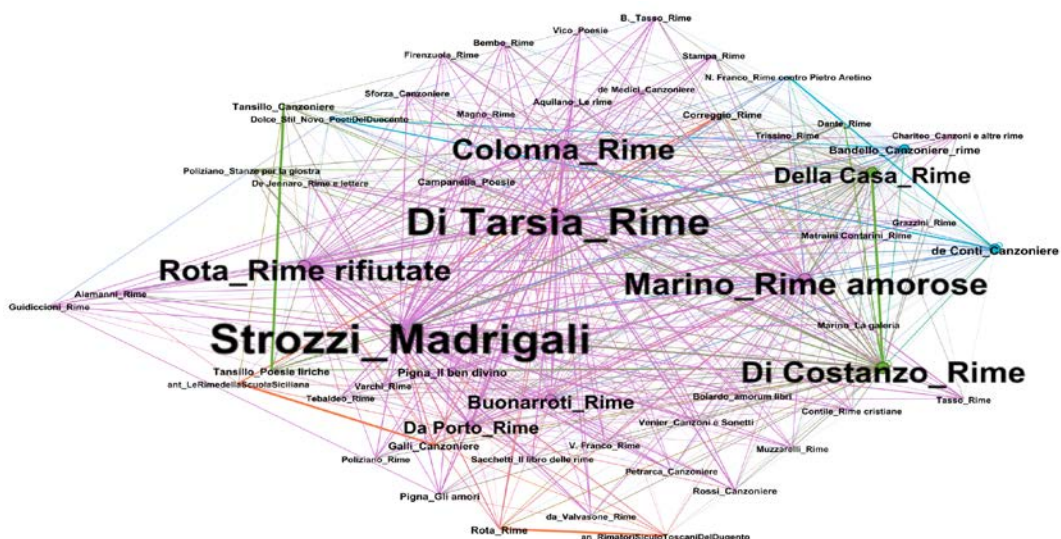 B._Tasso_Rime
Vico_Poesie
Bembo_Rime
Firenzuola_Rime
Stampa_Rime
N. Franco_Rime contro Pietro Aretino
Sforza_Canzoniere
de Medici_Canzoniere
Tansillo_Canzoniere
Aquilano_Le rime
Magno_Rime
Correggio_Rime
Dolce_Stil_Novo_PoetiDelDuecento
Dante_Rime
Trissino_Rime
Chariteo_Canzoni e altre rime
Colonna_Rime
Bandello_Canzoniere_rime
Poliziano_Stanze per la giostra
Della Casa_Rime
De Jennaro_Rime e lettere
Campanella_Poesie
Di Tarsia_Rime
Grazzini_Rime
Matraini Contarini_Rime
de Conti_Canzoniere
Rota_Rime rifiutate
Marino_Rime amorose
Alamanni_Rime
Guidiccioni_Rime
Marino_La galeria
Strozzi_Madrigali
Tansillo_Poesie liriche
Pigna_Il ben divino
Di Costanzo_Rime
ant_LeRimedellaScuolaSiciliana
Varchi_Rime
Tebaldeo_Rime
Buonarroti_Rime
Boiardo_amorum libri
Tasso_Rime
Contile_Rime cristiane
Da Porto_Rime
Venier_Canzoni e Sonetti
Galli_Canzoniere
V. Franco_Rime
Muzzarelli_Rime
Poliziano_Rime
Sacchetti_Il libro delle rime
Petrarca_Canzoniere
Pigna_Gli amori
Rossi_Canzoniere
da_Valvasone_Rime
Rota_Rime
an_RimatoriSiculoToscaniDelDugento